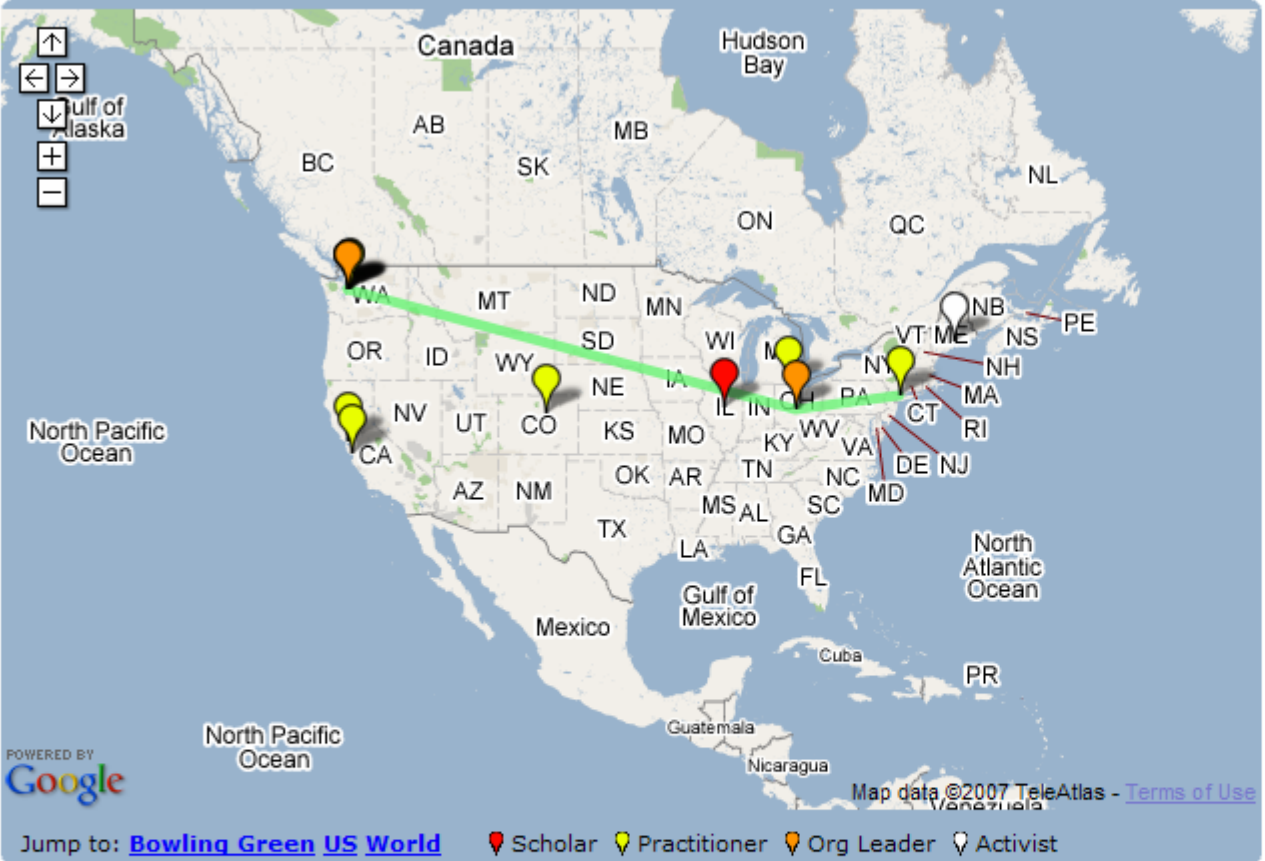 Canada
Hudson
Bay
Gulf of
Alaska
AB
MB
BC
SK
NL
ON
QC
WA
MT
ND
MN
NB
PE
OR
ID
SD
WI
VT
ME
NS
WY
NY
NH
IA
NE
IL
IN
OH
PA
MA
NV
UT
CO
CT
RI
KS
MO
KY
WV
VA
DE
NJ
North Pacific
Ocean
CA
AZ
NM
OK
AR
TN
NC
MD
MS
AL
SC
TX
GA
LA
FL
North
Atlantic
Ocean
Gulf of
Mexico
Mexico
Cuba
PR
Guatemala
North Pacific
Ocean
Nicaragua
POWERED BY
Google
Map data ©2007 TeleAtlas - Terms of Use
Venezuela
Jump to: Bowling Green US World Scholar Practitioner Org Leader Activist